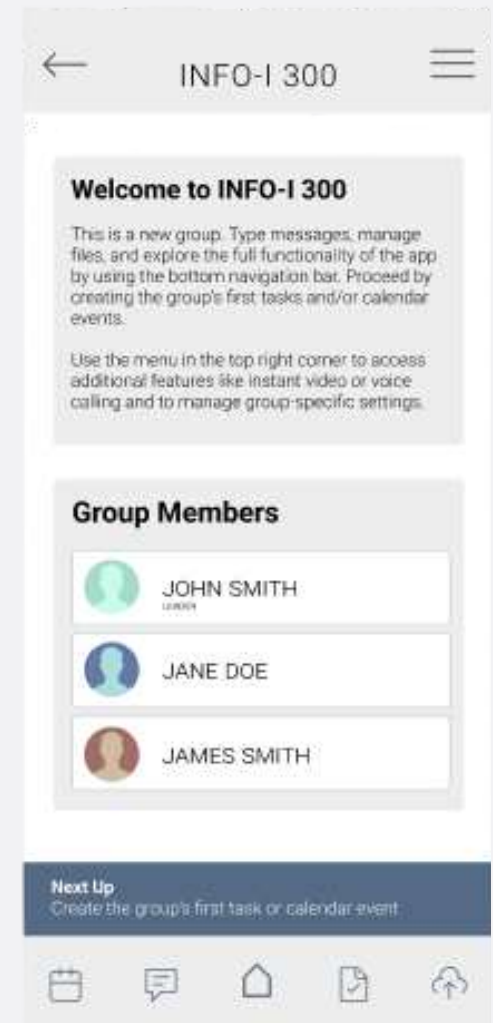 INFO-I 300
Welcome to INFO-I 300
This is a new group. Type messages, manage
files, and explore the full functionality of the app
by using the bottom navigation bar. Proceed by
creating the group's first tasks and/or calendar
events.
Use the menu in the top right corner to access
additional features like instant video or voice
calling and to manage group-specific settings.
Group Members
JOHN SMITH
JANE DOE
JAMES SMITH
Next Up
Create the group's first task or calendar event